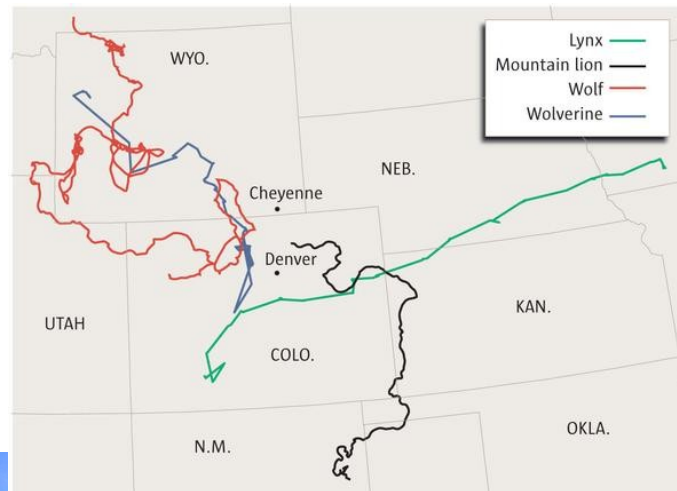 Lynx
Mountain lion
Wolf
Wolverine
WYO.
NEB.
Cheyenne
Denver
UTAH
COLO.
KAN.
N.M.
OKLA.